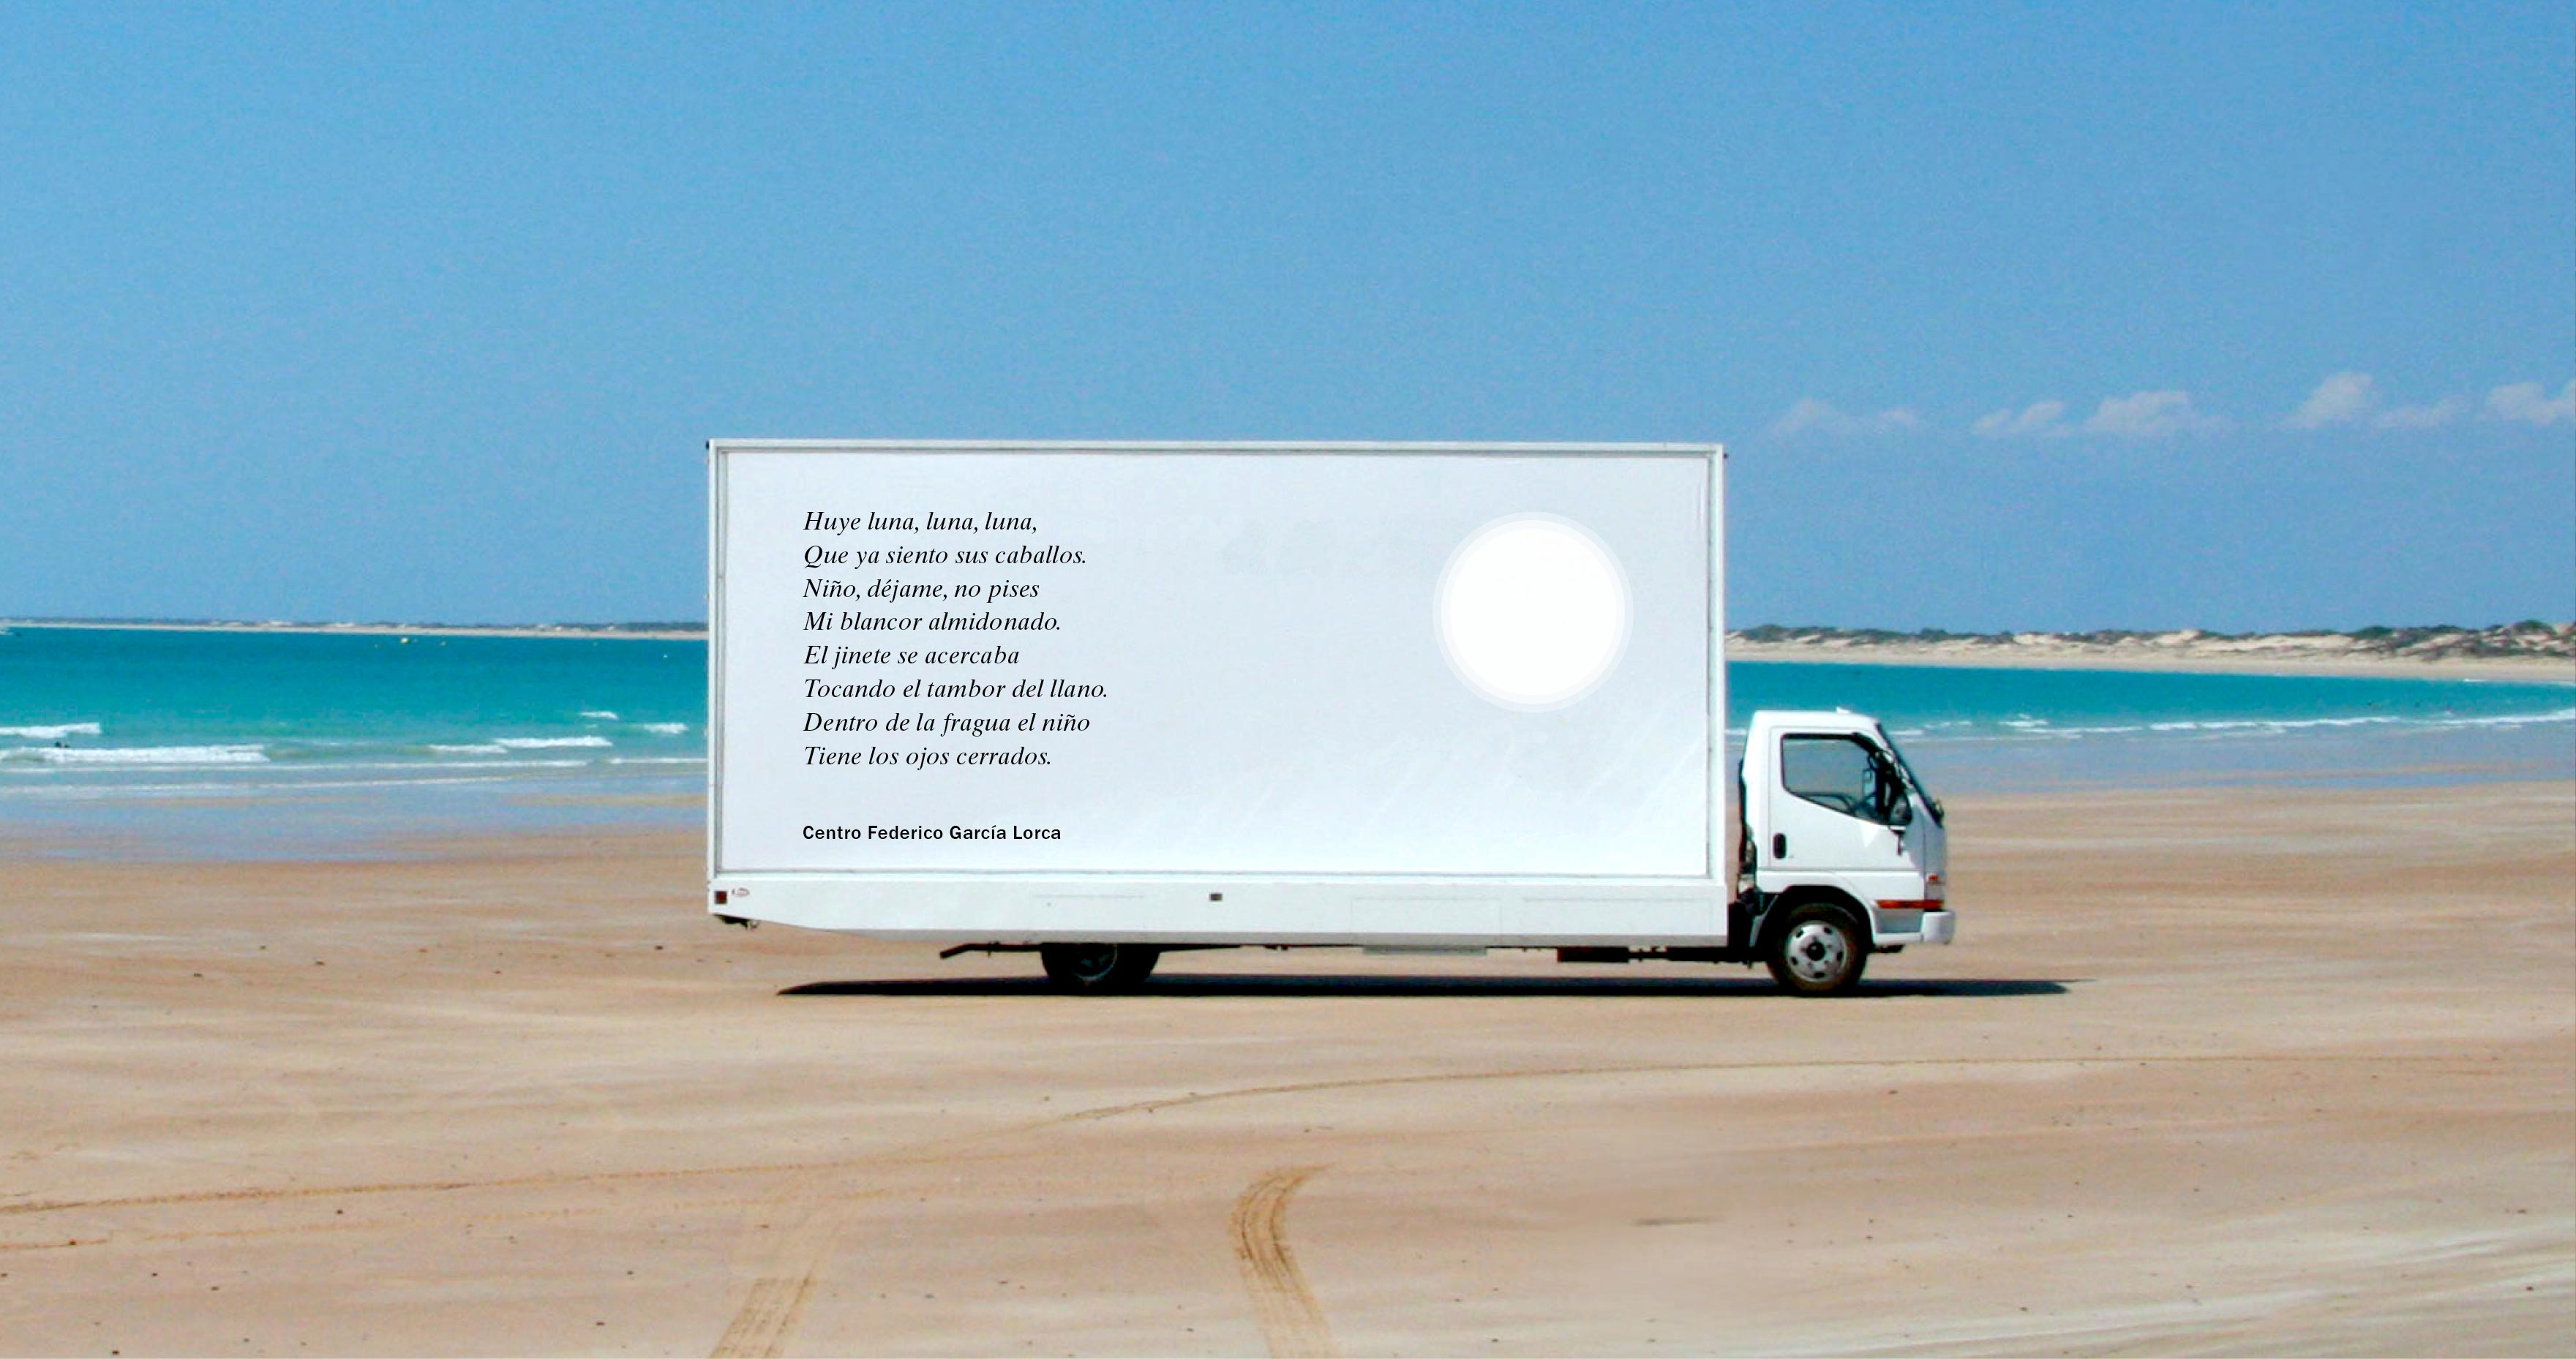 Huye luna, luna, luna,
Que ya siento sus caballos.
Niño, déjame, no pises
Mi blancor almidonado.
El jinete se acercaba
Tocando el tambor del llano.
Dentro de la fragua el niño
Tiene los ojos cerrados.
Centro Federico García Lorca